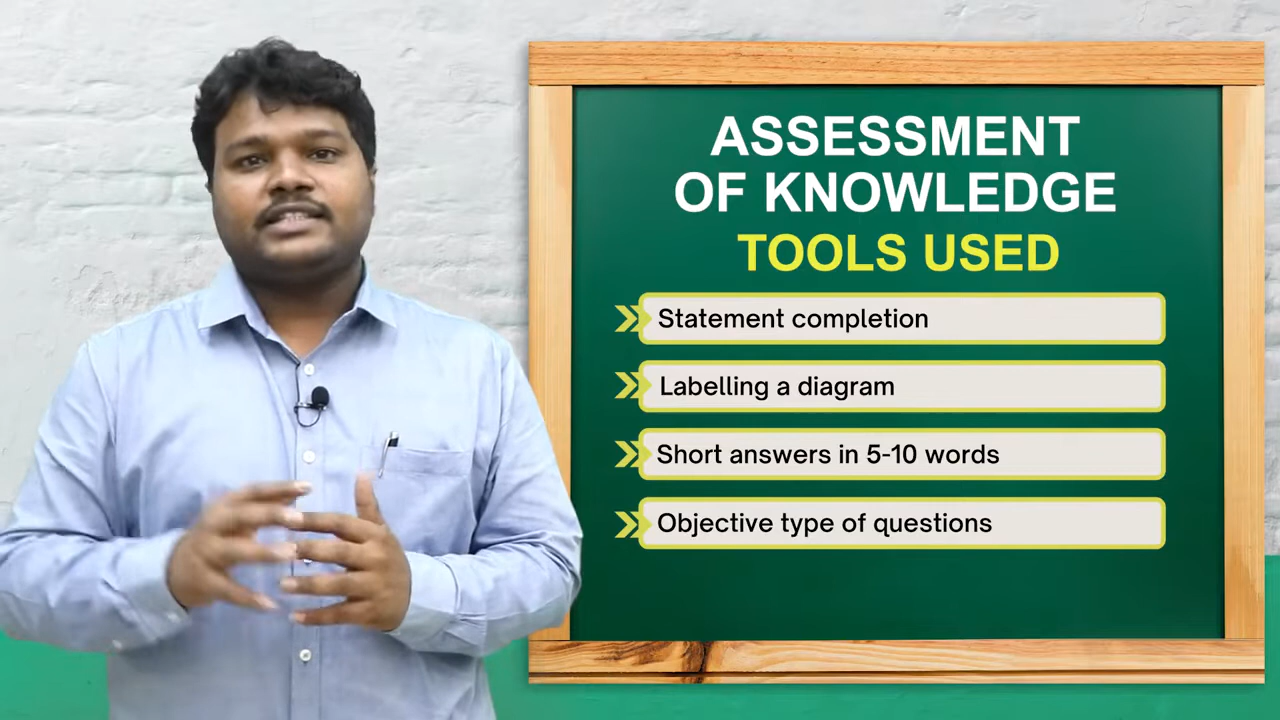 ASSESSMENT
OF KNOWLEDGE
TOOLS USED
Statement completion
Labelling a diagram
Short answers in 5-10 words
Objective type of questions